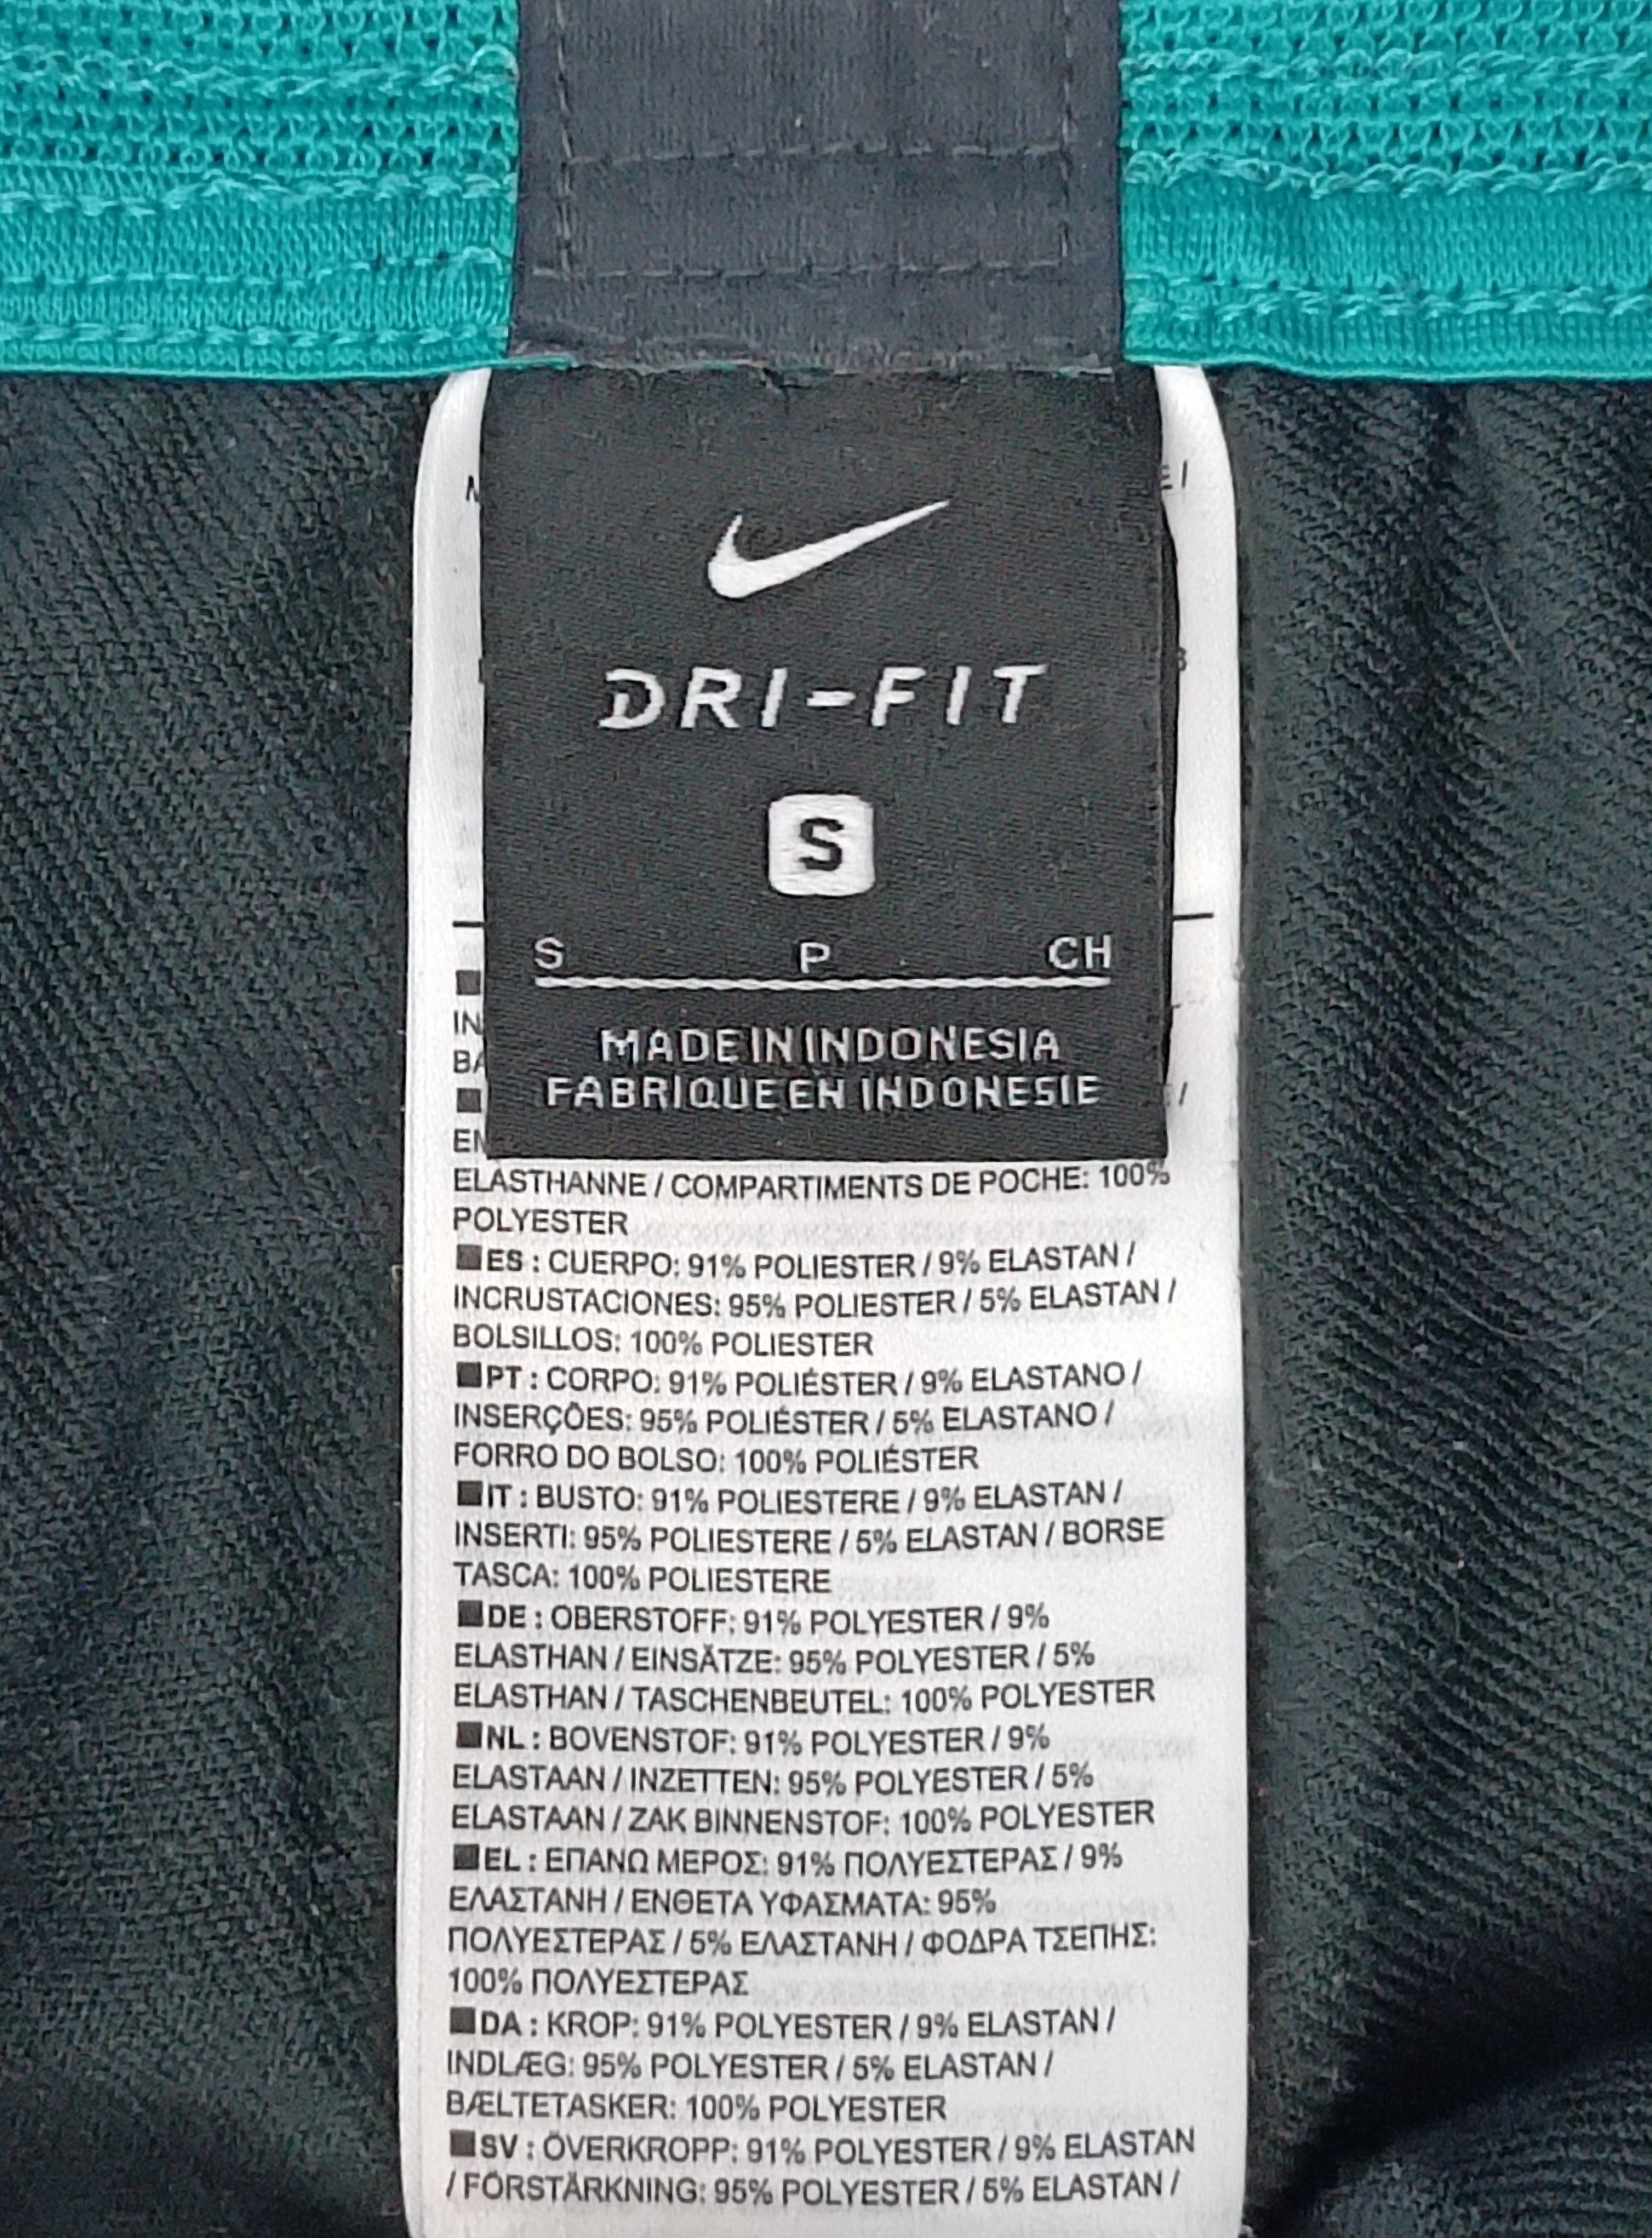 DRI-FIT
S
S P CH
MADE IN INDONESIA
FABRIQUE EN INDONESIE
ELASTHANNE / COMPARTIMENTS DE POCHE: 100%
POLYESTER
■ES : CUERPO: 91% POLIESTER / 9% ELASTAN /
INCRUSTACIONES: 95% POLIESTER / 5% ELASTAN /
BOLSILLOS: 100% POLIESTER
■PT : CORPO: 91% POLIÉSTER / 9% ELASTANO /
INSERÇÕES: 95% POLIÉSTER / 5% ELASTANO /
FORRO DO BOLSO: 100% POLIÉSTER
■IT : BUSTO: 91% POLIESTERE / 9% ELASTAN /
INSERTI: 95% POLIESTERE / 5% ELASTAN / BORSE
TASCA: 100% POLIESTERE
■DE : OBERSTOFF: 91% POLYESTER / 9%
ELASTHAN / EINSÄTZE: 95% POLYESTER / 5%
ELASTHAN / TASCHENBEUTEL: 100% POLYESTER
■NL : BOVENSTOF: 91% POLYESTER / 9%
ELASTAAN / INZETTEN: 95% POLYESTER / 5%
ELASTAAN / ZAK BINNENSTOF: 100% POLYESTER
■EL : ΕΠΑΝΩ ΜΕΡΟΣ: 91% ΠΟΛΥΕΣΤΕΡΑΣ / 9%
ΕΛΑΣΤΑΝΗ / ΕΝΘΕΤΑ ΥΦΑΣΜΑΤΑ: 95%
ΠΟΛΥΕΣΤΕΡΑΣ / 5% ΕΛΑΣΤΑΝΗ / ΦΟΔΡΑ ΤΣΕΠΗΣ:
100% ΠΟΛΥΕΣΤΕΡΑΣ
■DA : KROP: 91% POLYESTER / 9% ELASTAN /
INDLÆG: 95% POLYESTER / 5% ELASTAN /
BÆLTETASKER: 100% POLYESTER
■SV : ÖVERKROPP: 91% POLYESTER / 9% ELASTAN
/ FÖRSTÄRKNING: 95% POLYESTER / 5% ELASTAN /